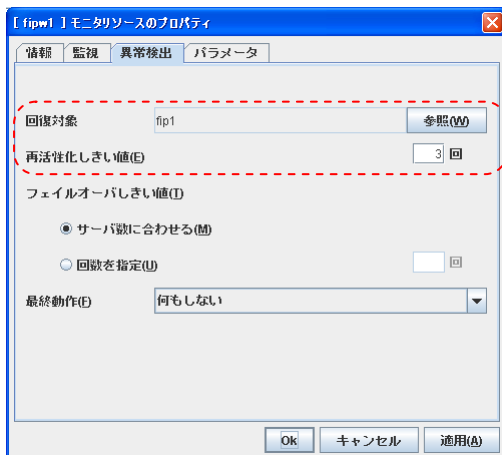 [ fipw1 ] モニタリソースのプロパティ
情報 監視 異常検出 パラメータ
回復対象 fip1 参照(W)
再活性化しきい値(E) 3 回
フェイルオーバしきい値(T)
サーバ数に合わせる(M)
回数を指定(U) 回
最終動作(F) 何もしない
Ok キャンセル 適用(A)